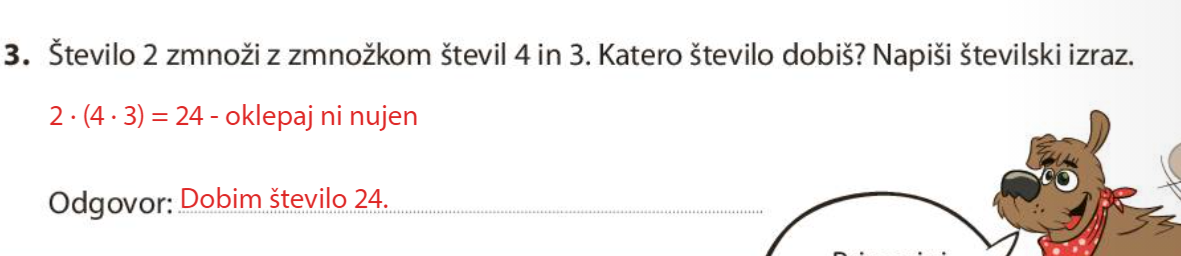 3. Število 2 zmnoži z zmnožkom števil 4 in 3. Katero število dobiš? Napiši številski izraz.
2 · (4 · 3) = 24 - oklepaj ni nujen
Odgovor: Dobim število 24.